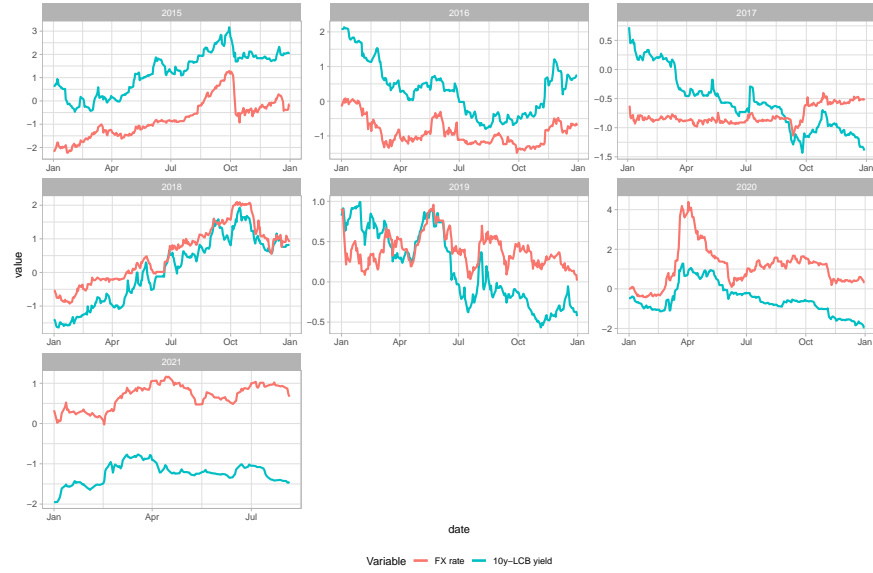 2015
2016
2017
3
2
1
0
−1
−2
Jan
Apr
Jul
Oct
Jan
2
1
0
−1
Jan
Apr
Jul
Oct
Jan
0.5
0.0
−0.5
−1.0
−1.5
Jan
Apr
Jul
Oct
Jan
2018
2019
2020
2
1
0
−1
Jan
Apr
Jul
Oct
Jan
1.0
0.5
0.0
−0.5
Jan
Apr
Jul
Oct
Jan
4
2
0
−2
Jan
Apr
Jul
Oct
Jan
2021
1
0
−1
−2
Jan
Apr
Jul
value
date
Variable FX rate 10y−LCB yield